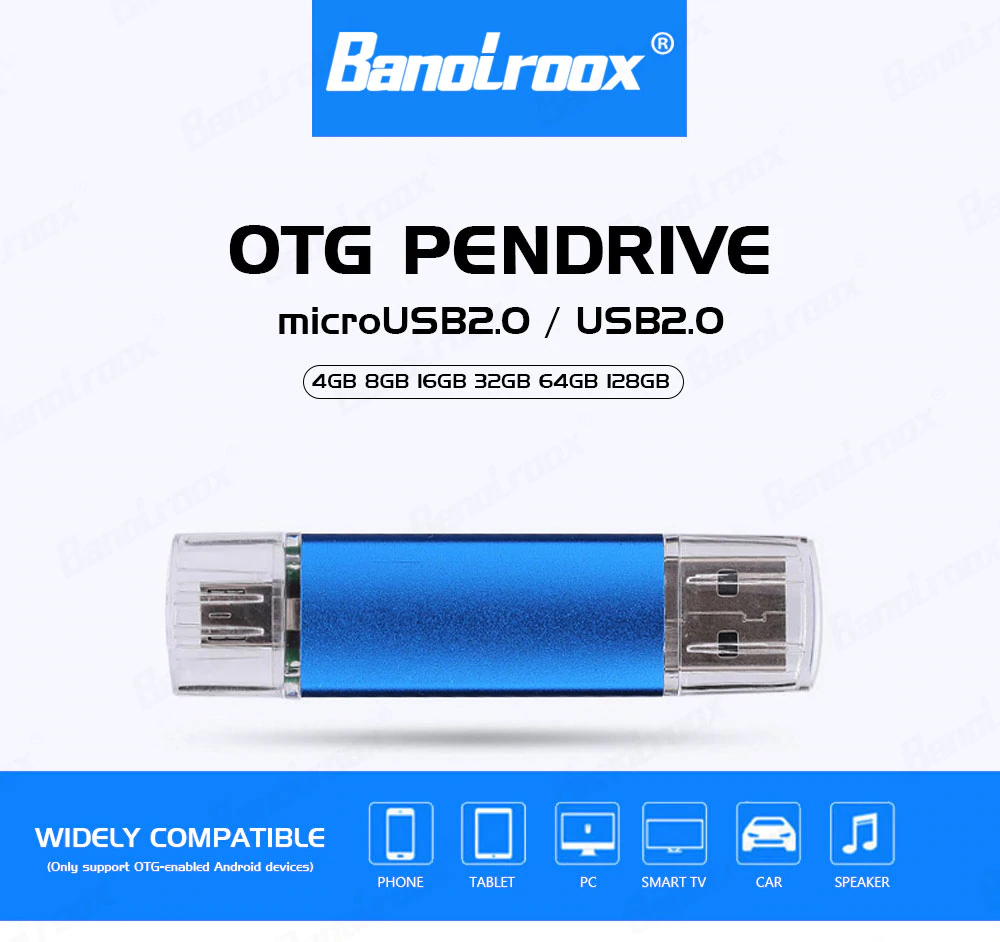 Banolroox®
OTG PENDRIVE
microUSB2.0 / USB2.0
4GB 8GB 16GB 32GB 64GB 128GB
WIDELY COMPATIBLE
(Only support OTG-enabled Android devices)
PHONE TABLET PC SMART TV CAR SPEAKER